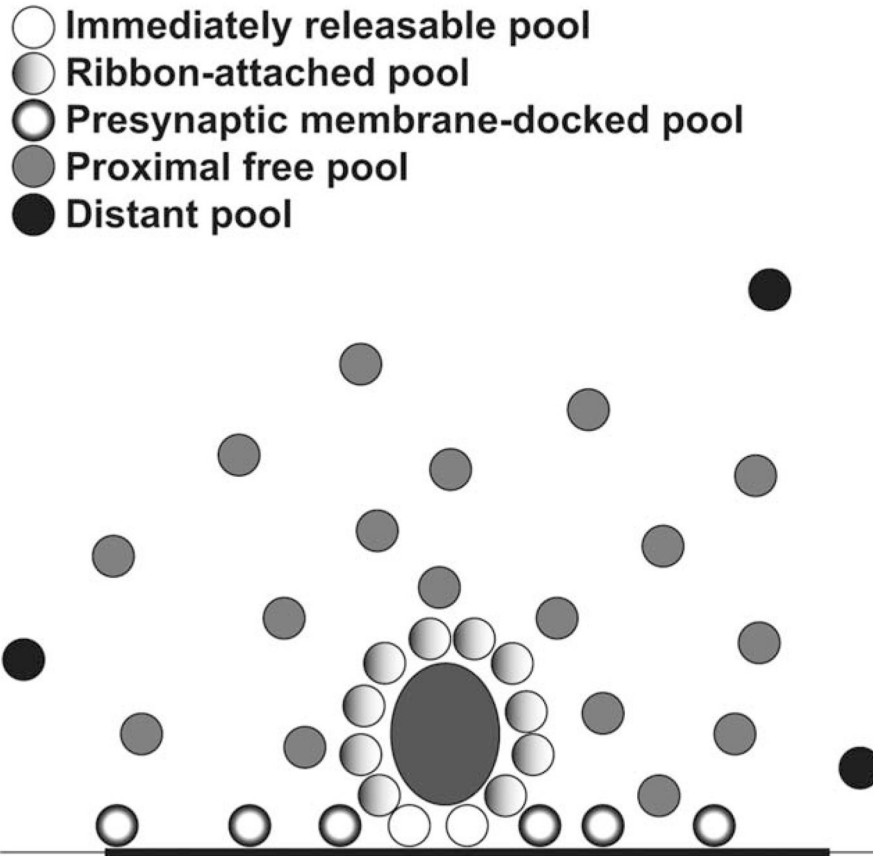 Immediately releasable pool
Ribbon-attached pool
Presynaptic membrane-docked pool
Proximal free pool
Distant pool